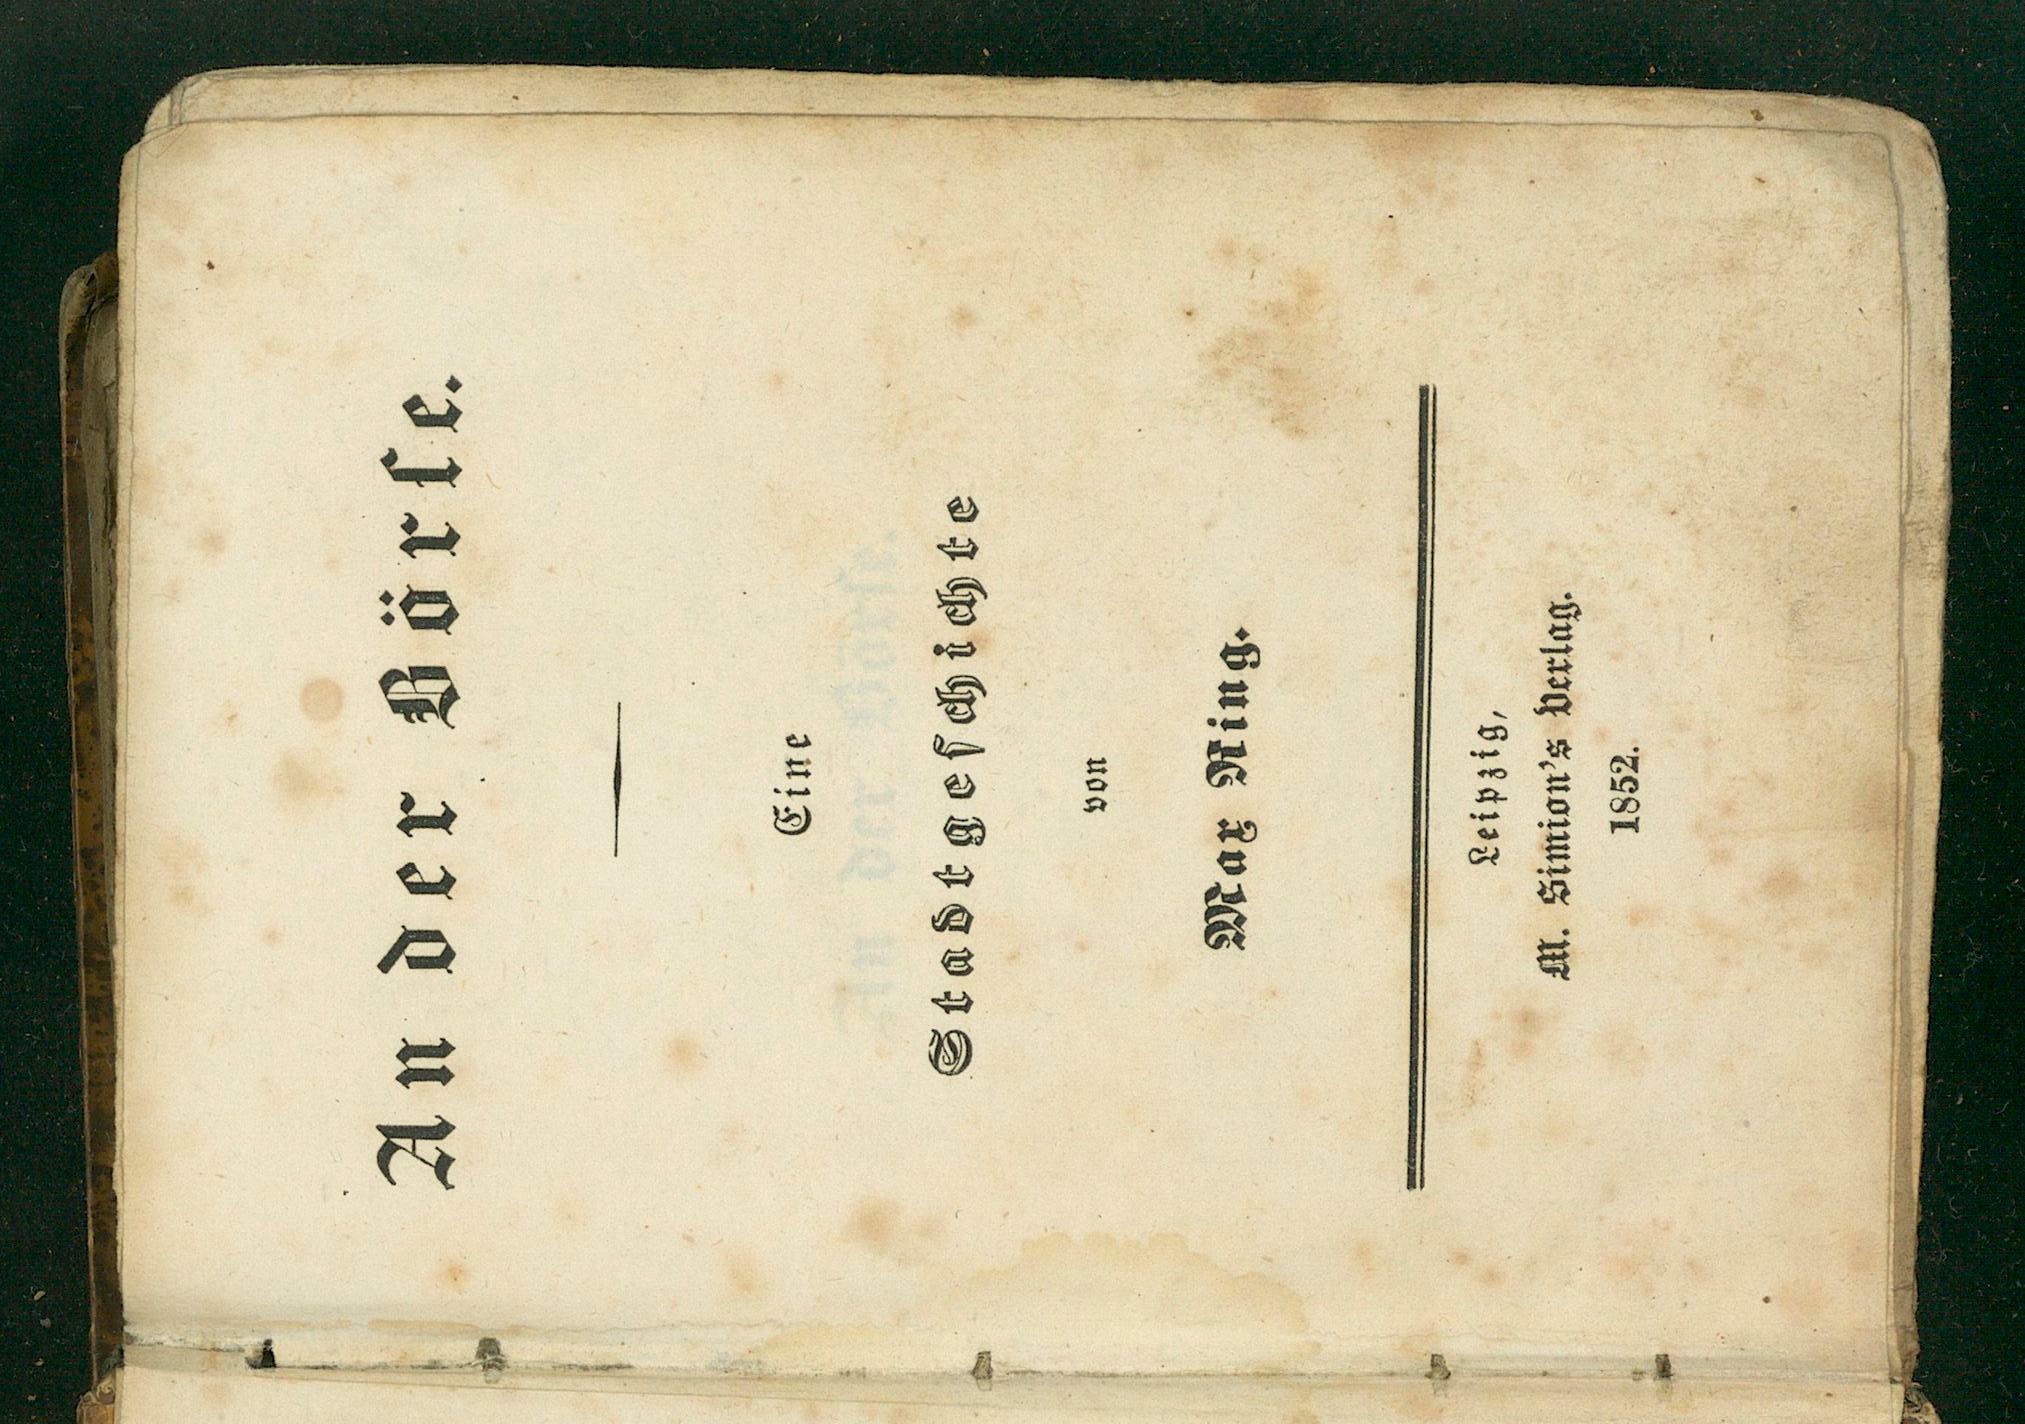 An der Börſe.
Eine
Stadtgeſchichte
von
Max Ring.
Leipzig,
M. Simion's Verlag.
1852.